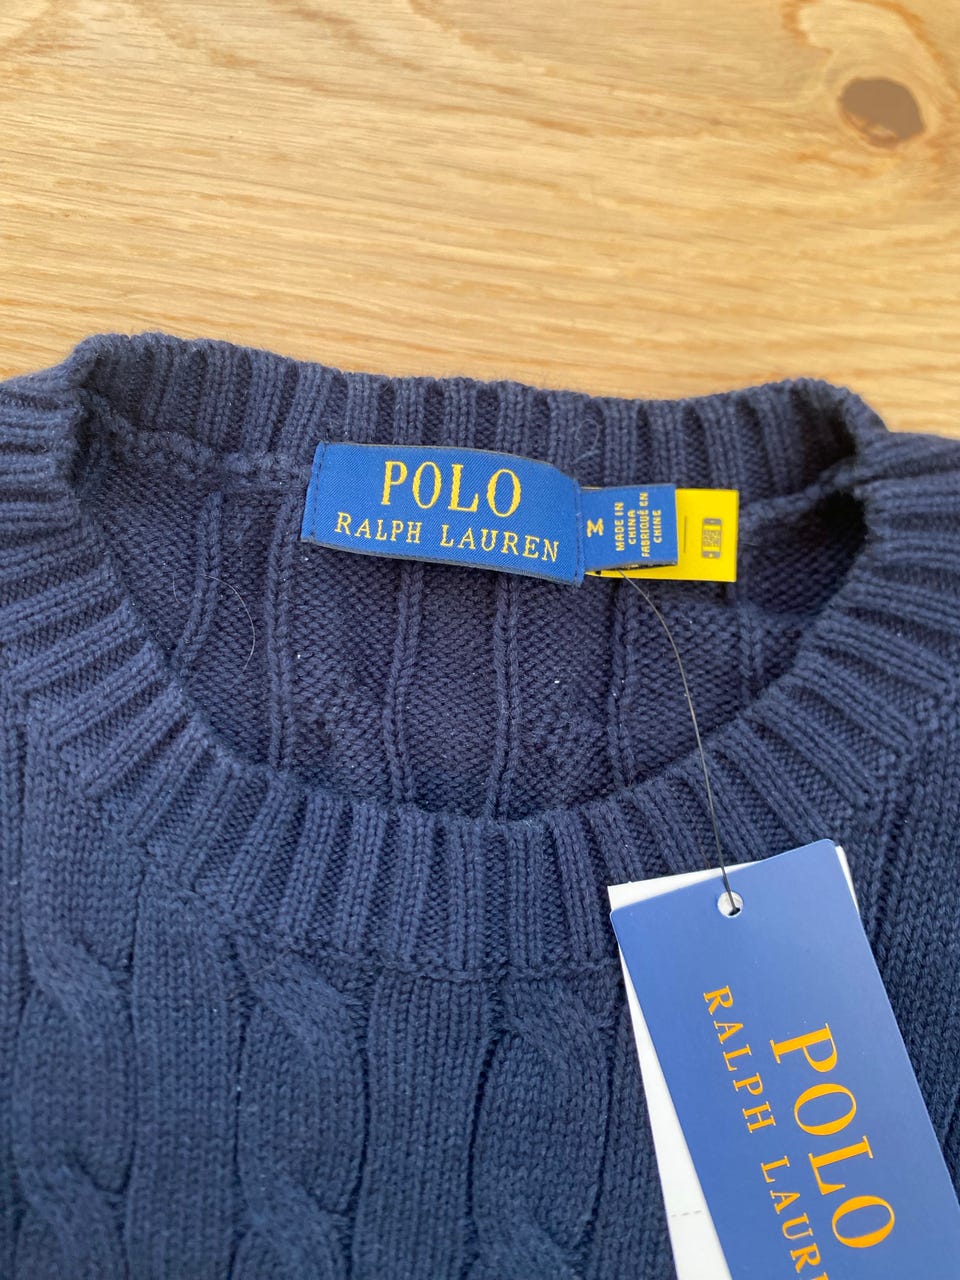 POLO
RALPH LAUREN
M
MADE IN
CHINA
FABRIQUÉ EN
CHINE
POLO
RALPH LAUR